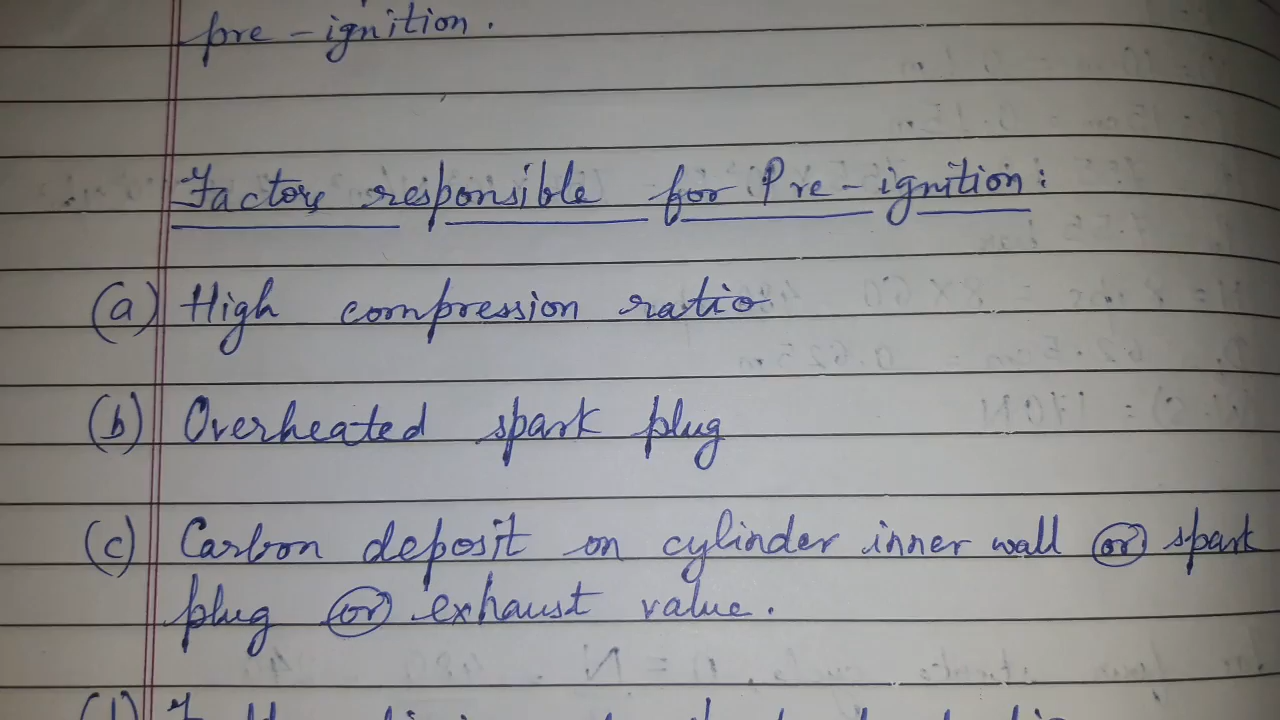 pre-ignition.
Factors responsible for Pre-ignition:
(a) High compression ratio
(b) Overheated spark plug
(c) Carbon deposit on cylinder inner wall or spark
plug or exhaust value.